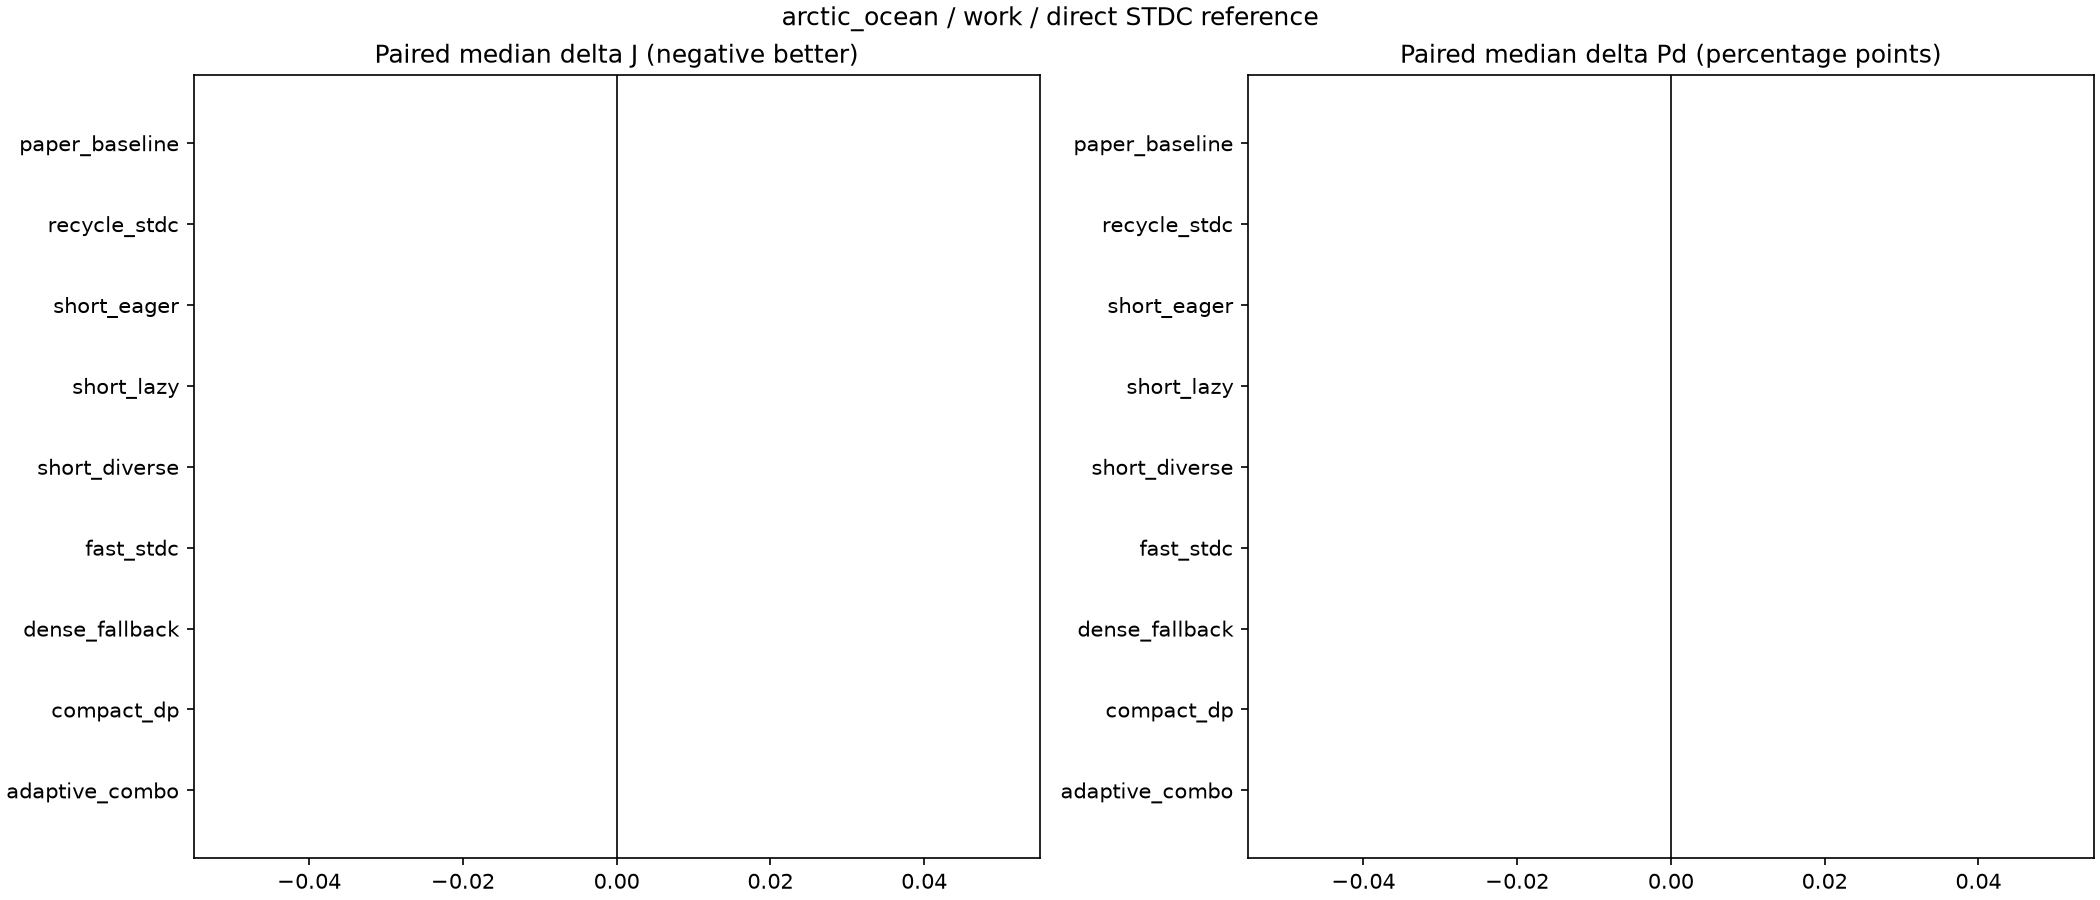 arctic_ocean / work / direct STDC reference
Paired median delta J (negative better)
paper_baseline
recycle_stdc
short_eager
short_lazy
short_diverse
fast_stdc
dense_fallback
compact_dp
adaptive_combo
−0.04 −0.02 0.00 0.02 0.04
Paired median delta Pd (percentage points)
paper_baseline
recycle_stdc
short_eager
short_lazy
short_diverse
fast_stdc
dense_fallback
compact_dp
adaptive_combo
−0.04 −0.02 0.00 0.02 0.04